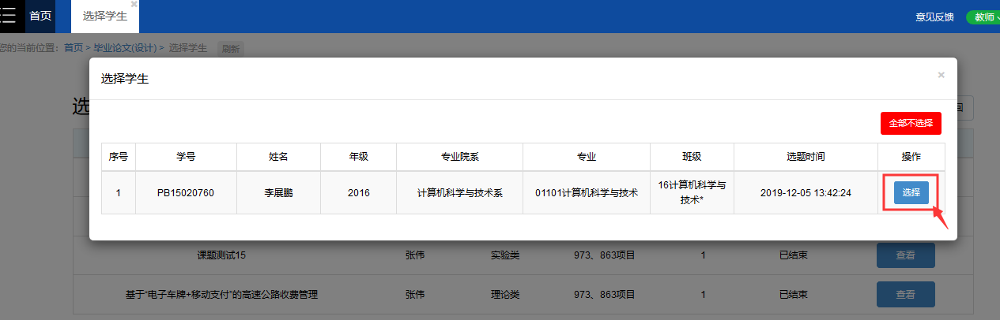 首页
选择学生
意见反馈
教师
您的当前位置：首页 > 毕业论文(设计) > 选择学生
刷新
选择学生
选
全部不选择
序号 学号 姓名 年级 专业院系 专业 班级 选题时间 操作
1 PB15020760 李展鹏 2016 计算机科学与技术系 01101计算机科学与技术 16计算机科学与技术* 2019-12-05 13:42:24 选择
课题测试15 张伟 实验类 973、863项目 1 已结束 查看
基于“电子车牌+移动支付”的高速公路收费管理 张伟 理论类 973、863项目 1 已结束 查看